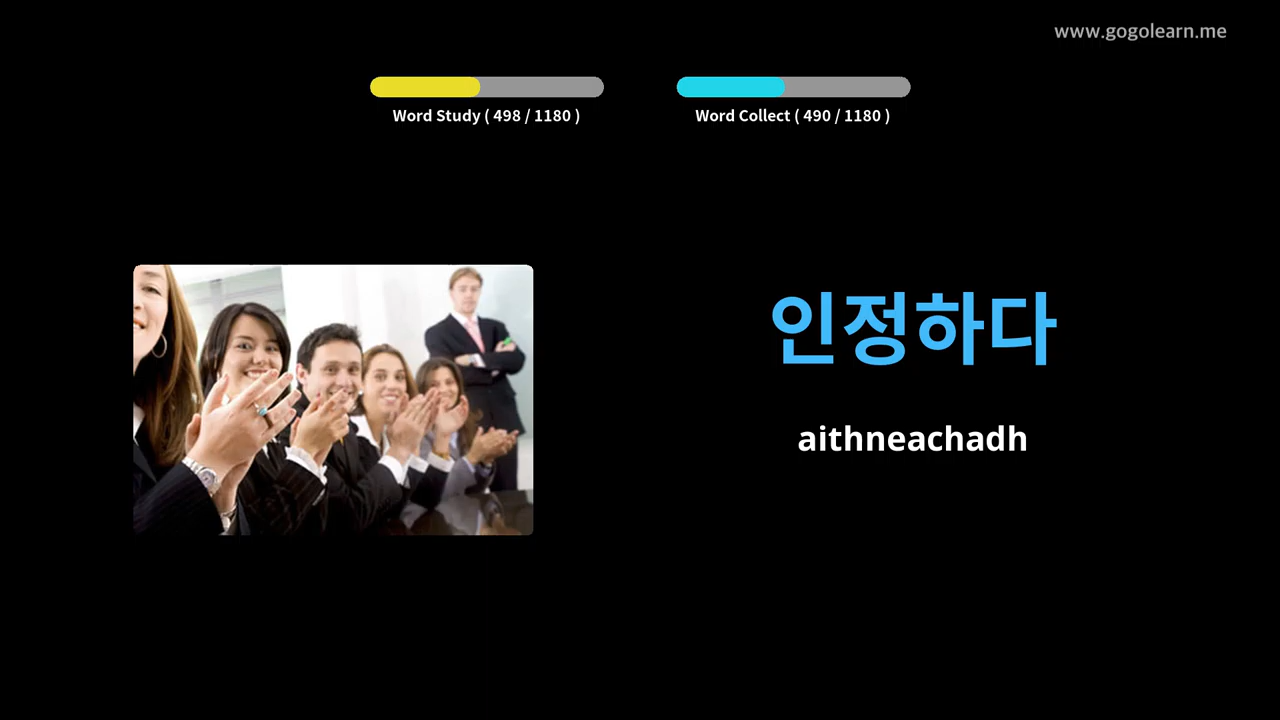 www.gogolearn.me
Word Study ( 498 / 1180 )
Word Collect ( 490 / 1180 )
인정하다
aithneachadh